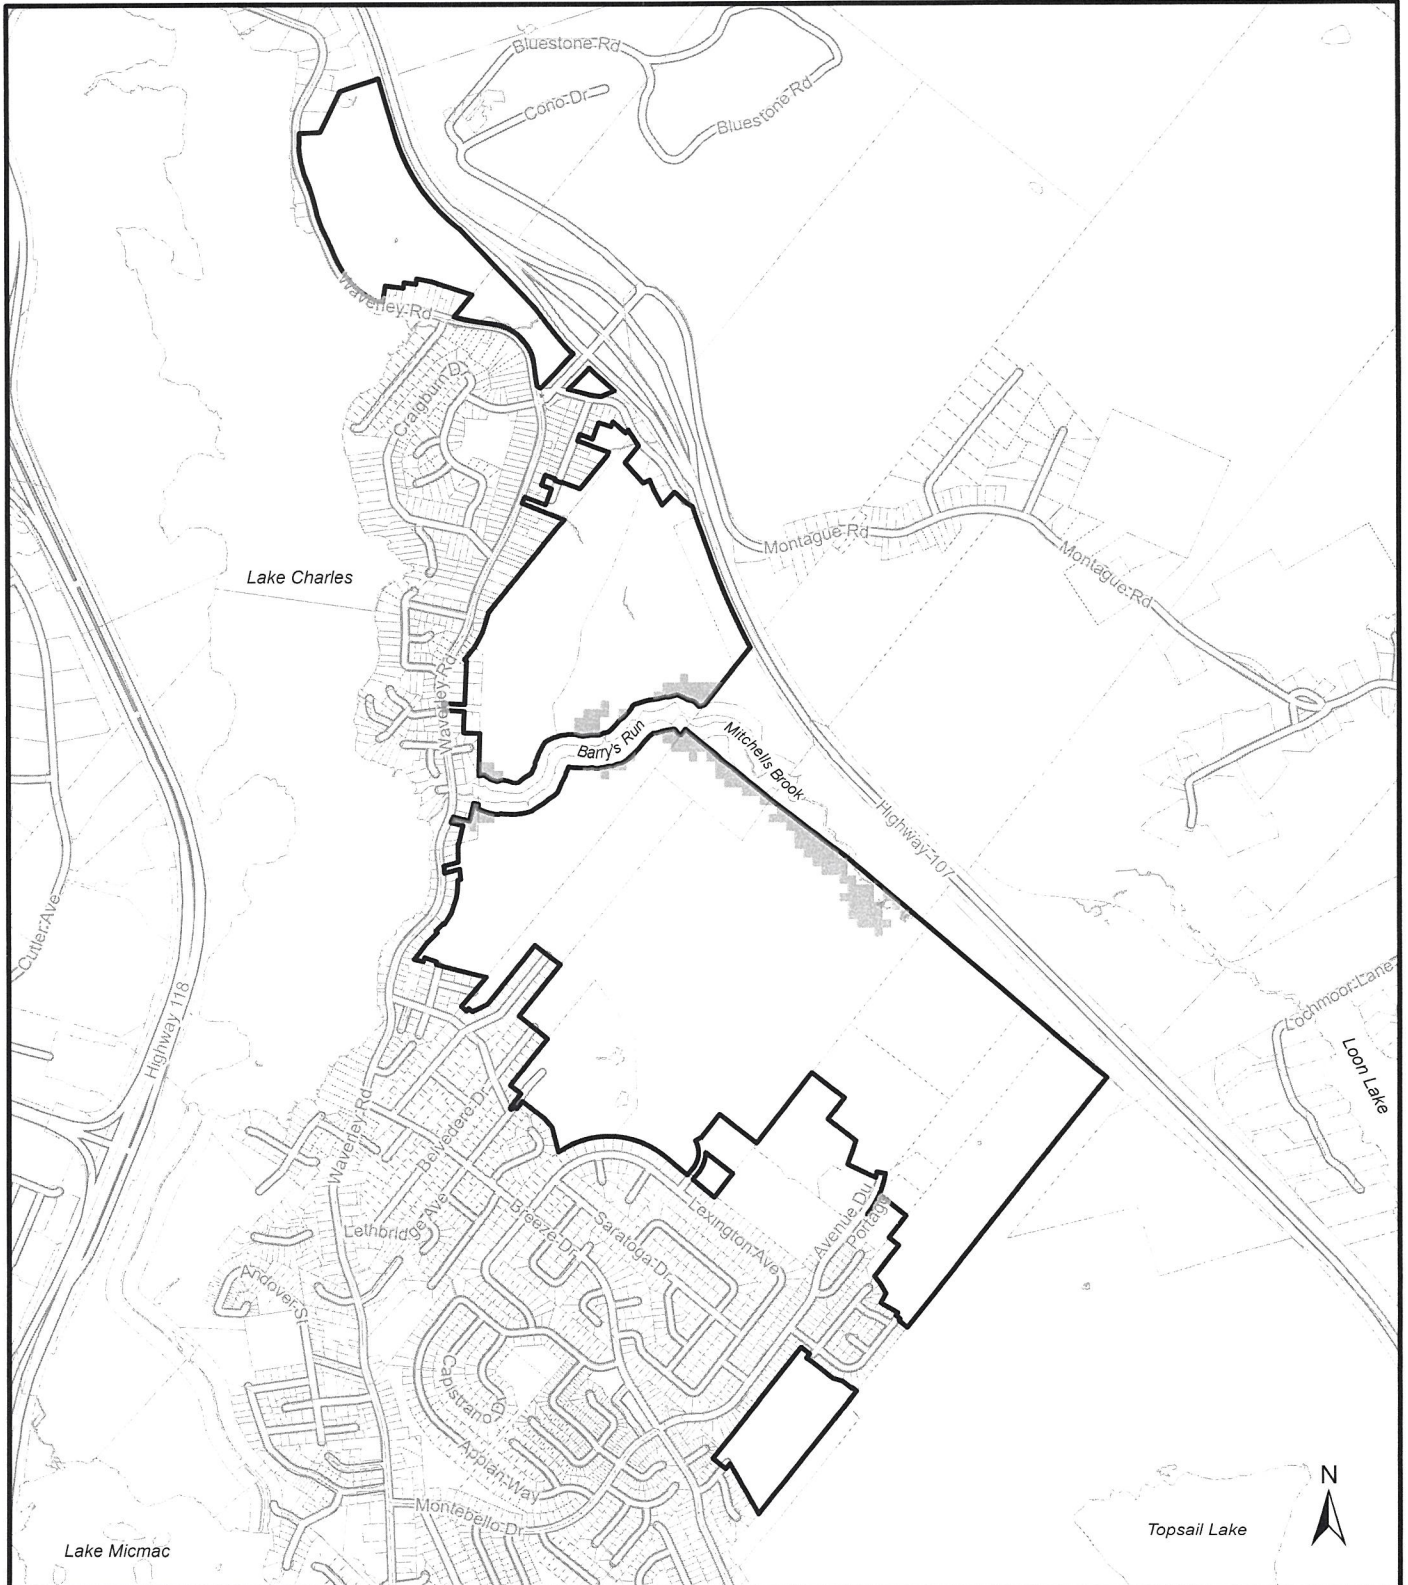 Bluestone Rd
Cono Dr
Bluestone Rd
Waverley Rd
Craigburn Dr
Montague Rd
Montague Rd
Lake Charles
Waverley Rd
Barry's Run
Mitchells Brook
Highway 107
Cutler Ave
Highway 118
Lochmoor Lane
Loon Lake
Waverley Rd
Belvedere Dr
Lethbridge Ave
Breeze Dr
Saratoga Dr
Lexington Ave
Avenue Du
Portage
Andover St
Capistrano Dr
Appian Way
Montebello Dr
N
Topsail Lake
Lake Micmac